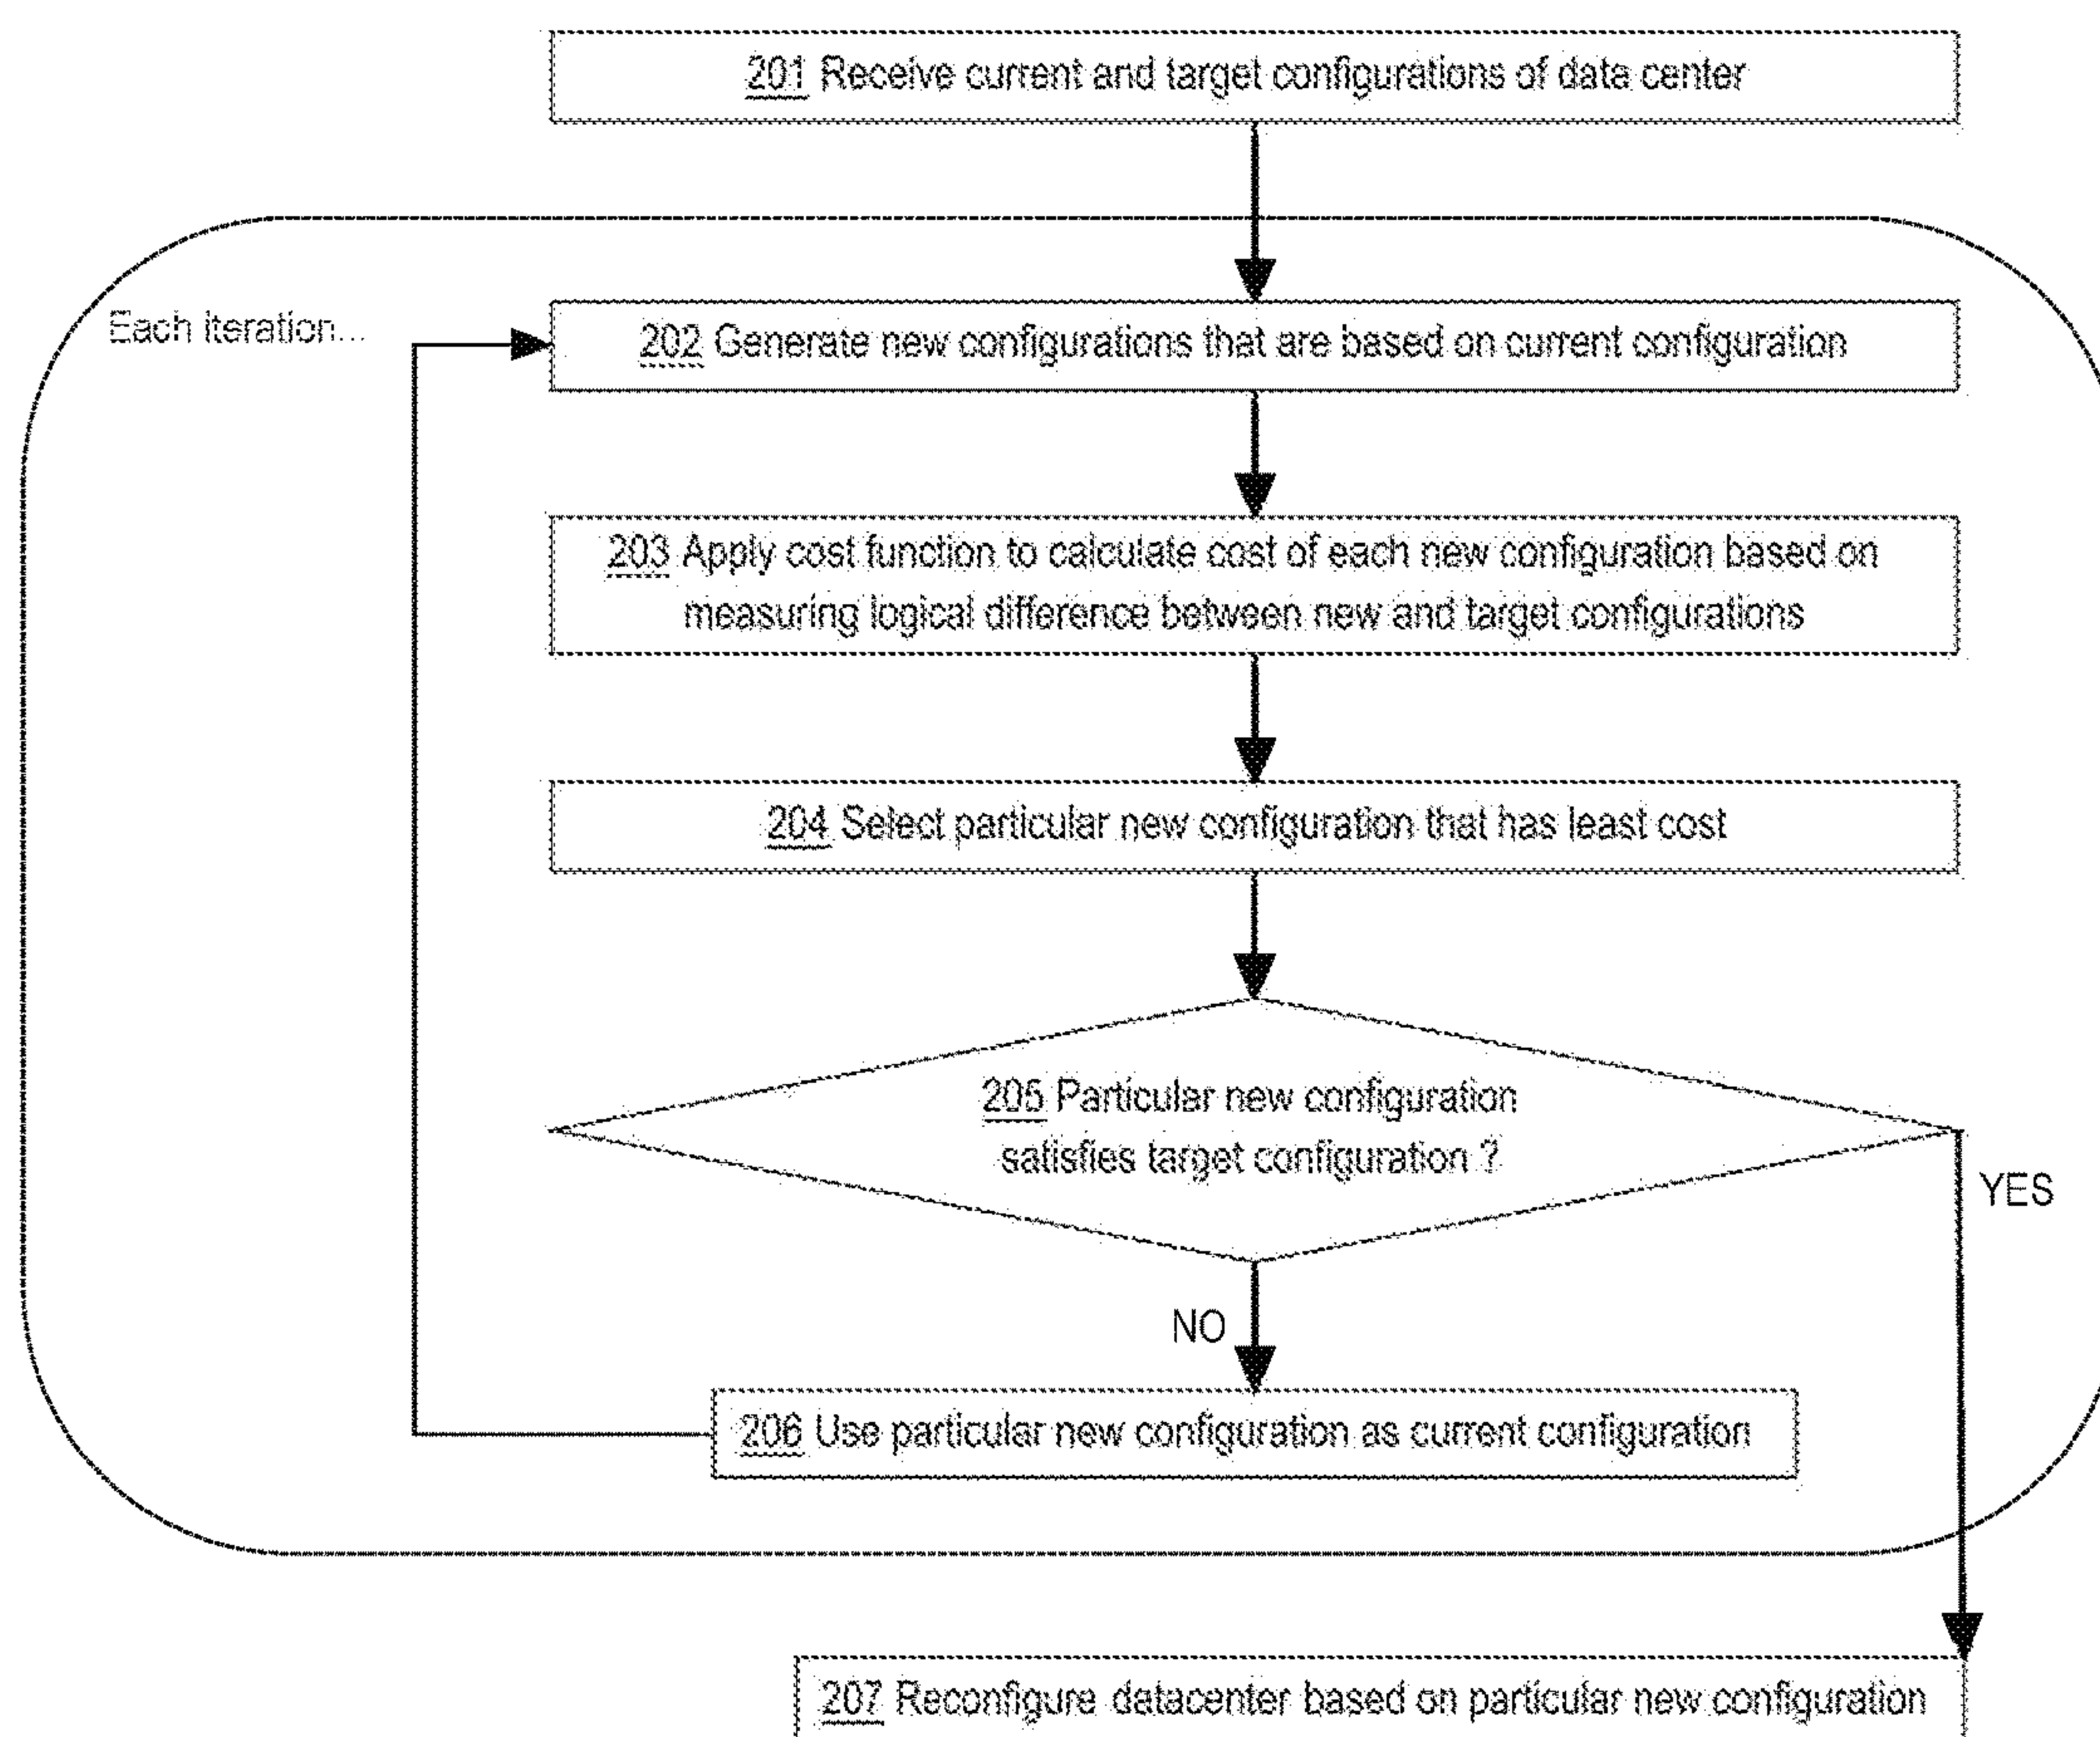 201 Receive current and target configurations of data center
Each iteration...
202 Generate new configurations that are based on current configuration
203 Apply cost function to calculate cost of each new configuration based on
measuring logical difference between new and target configurations
204 Select particular new configuration that has least cost
205 Particular new configuration
satisfies target configuration ?
YES
NO
206 Use particular new configuration as current configuration
207 Reconfigure datacenter based on particular new configuration